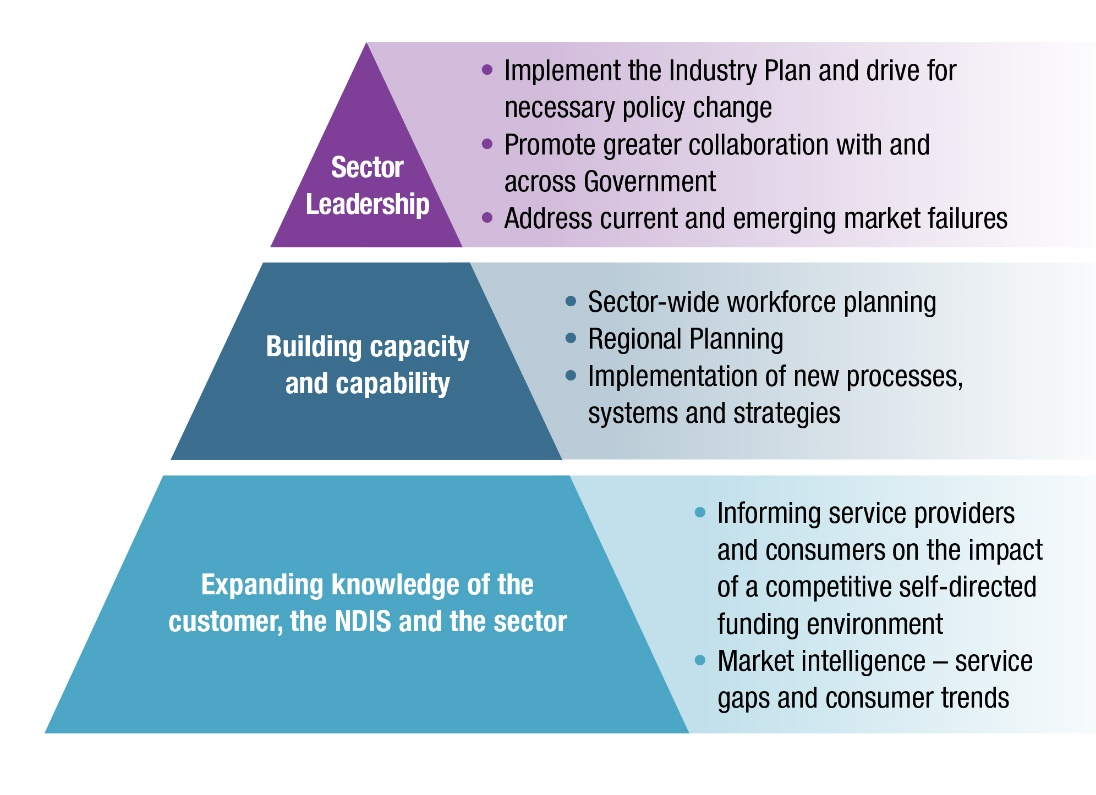 Sector
Leadership
• Implement the Industry Plan and drive for
necessary policy change
• Promote greater collaboration with and
across Government
• Address current and emerging market failures
Building capacity
and capability
• Sector-wide workforce planning
• Regional Planning
• Implementation of new processes,
systems and strategies
Expanding knowledge of the
customer, the NDIS and the sector
• Informing service providers
and consumers on the impact
of a competitive self-directed
funding environment
• Market intelligence – service
gaps and consumer trends